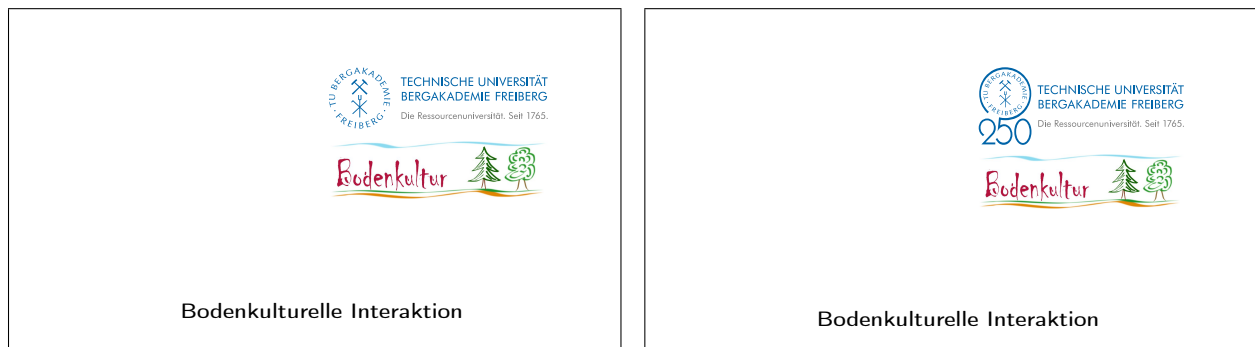 TU BERGAKADEMIE
· FREIBERG ·
TECHNISCHE UNIVERSITÄT
BERGAKADEMIE FREIBERG
Die Ressourcenuniversität. Seit 1765.
Bodenkultur
Bodenkulturelle Interaktion
TU BERGAKADEMIE
· FREIBERG ·
250
TECHNISCHE UNIVERSITÄT
BERGAKADEMIE FREIBERG
Die Ressourcenuniversität. Seit 1765.
Bodenkultur
Bodenkulturelle Interaktion